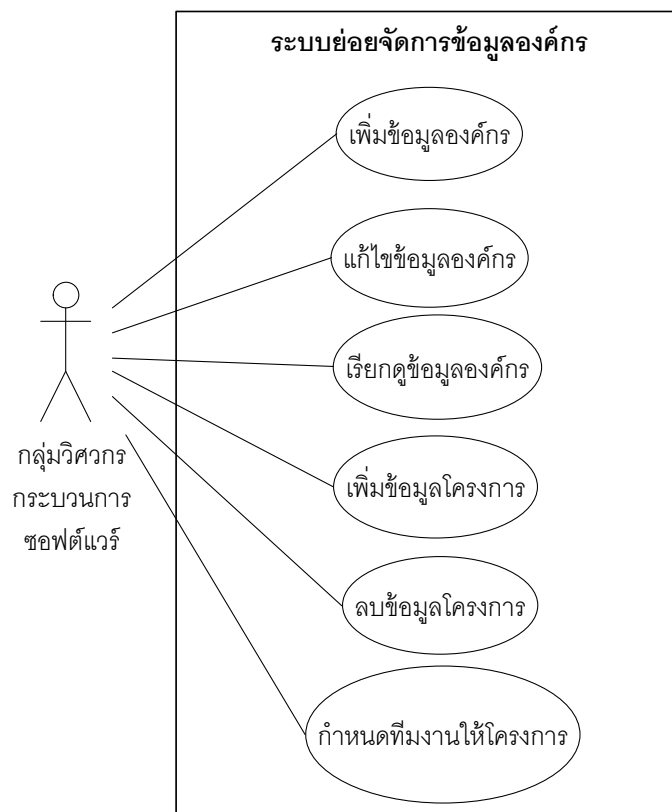 ระบบย่อยจัดการข้อมูลองค์กร
เพิ่มข้อมูลองค์กร
แก้ไขข้อมูลองค์กร
เรียกดูข้อมูลองค์กร
กลุ่มวิศวกร
กระบวนการ
ซอฟต์แวร์
เพิ่มข้อมูลโครงการ
ลบข้อมูลโครงการ
กำหนดทีมงานให้โครงการ